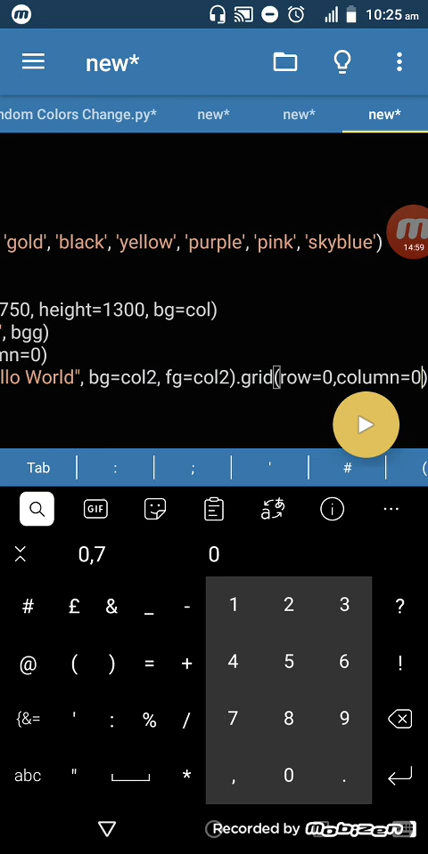 10:25 am
new*
ndom Colors Change.py*
new*
new*
new*
'gold', 'black', 'yellow', 'purple', 'pink', 'skyblue')
14:59
750, height=1300, bg=col)
', bgg)
mn=0)
llo World", bg=col2, fg=col2).grid(row=0,column=0)
Tab : ; ' # (
GIF
0,7 0
# £ & _ - 1 2 3 ?
@ ( ) = + 4 5 6 !
{&= ' : % / 7 8 9
abc " * , 0 .
Recorded by mobizen